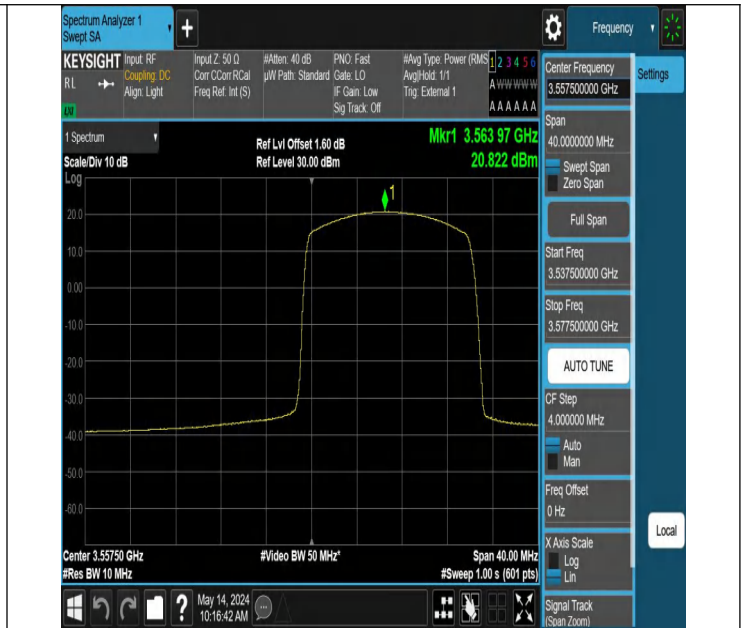 Spectrum Analyzer 1
Swept SA
+
Frequency
KEYSIGHT
Input: RF
Coupling: DC
Align: Light
Input Z: 50 Ω
Corr CCorr RCal
Freq Ref: Int (S)
#Atten: 40 dB
µW Path: Standard
PNO: Fast
Gate: LO
IF Gain: Low
Sig Track: Off
#Avg Type: Power (RMS
Avg|Hold: 1/1
Trig: External 1
1 2 3 4 5 6
A W W W W W
A A A A A A
RL
LXI
1 Spectrum
Scale/Div 10 dB
Log
Ref Lvl Offset 1.60 dB
Ref Level 30.00 dBm
Mkr1 3.563 97 GHz
20.822 dBm
1
20.0
10.0
0.00
-10.0
-20.0
-30.0
-40.0
-50.0
-60.0
Center 3.55750 GHz
#Video BW 50 MHz*
Span 40.00 MHz
#Res BW 10 MHz
#Sweep 1.00 s (601 pts)
?
May 14, 2024
10:16:42 AM
Center Frequency
3.557500000 GHz
Settings
Span
40.0000000 MHz
Swept Span
Zero Span
Full Span
Start Freq
3.537500000 GHz
Stop Freq
3.577500000 GHz
AUTO TUNE
CF Step
4.000000 MHz
Auto
Man
Freq Offset
0 Hz
Local
X Axis Scale
Log
Lin
Signal Track
(Span Zoom)